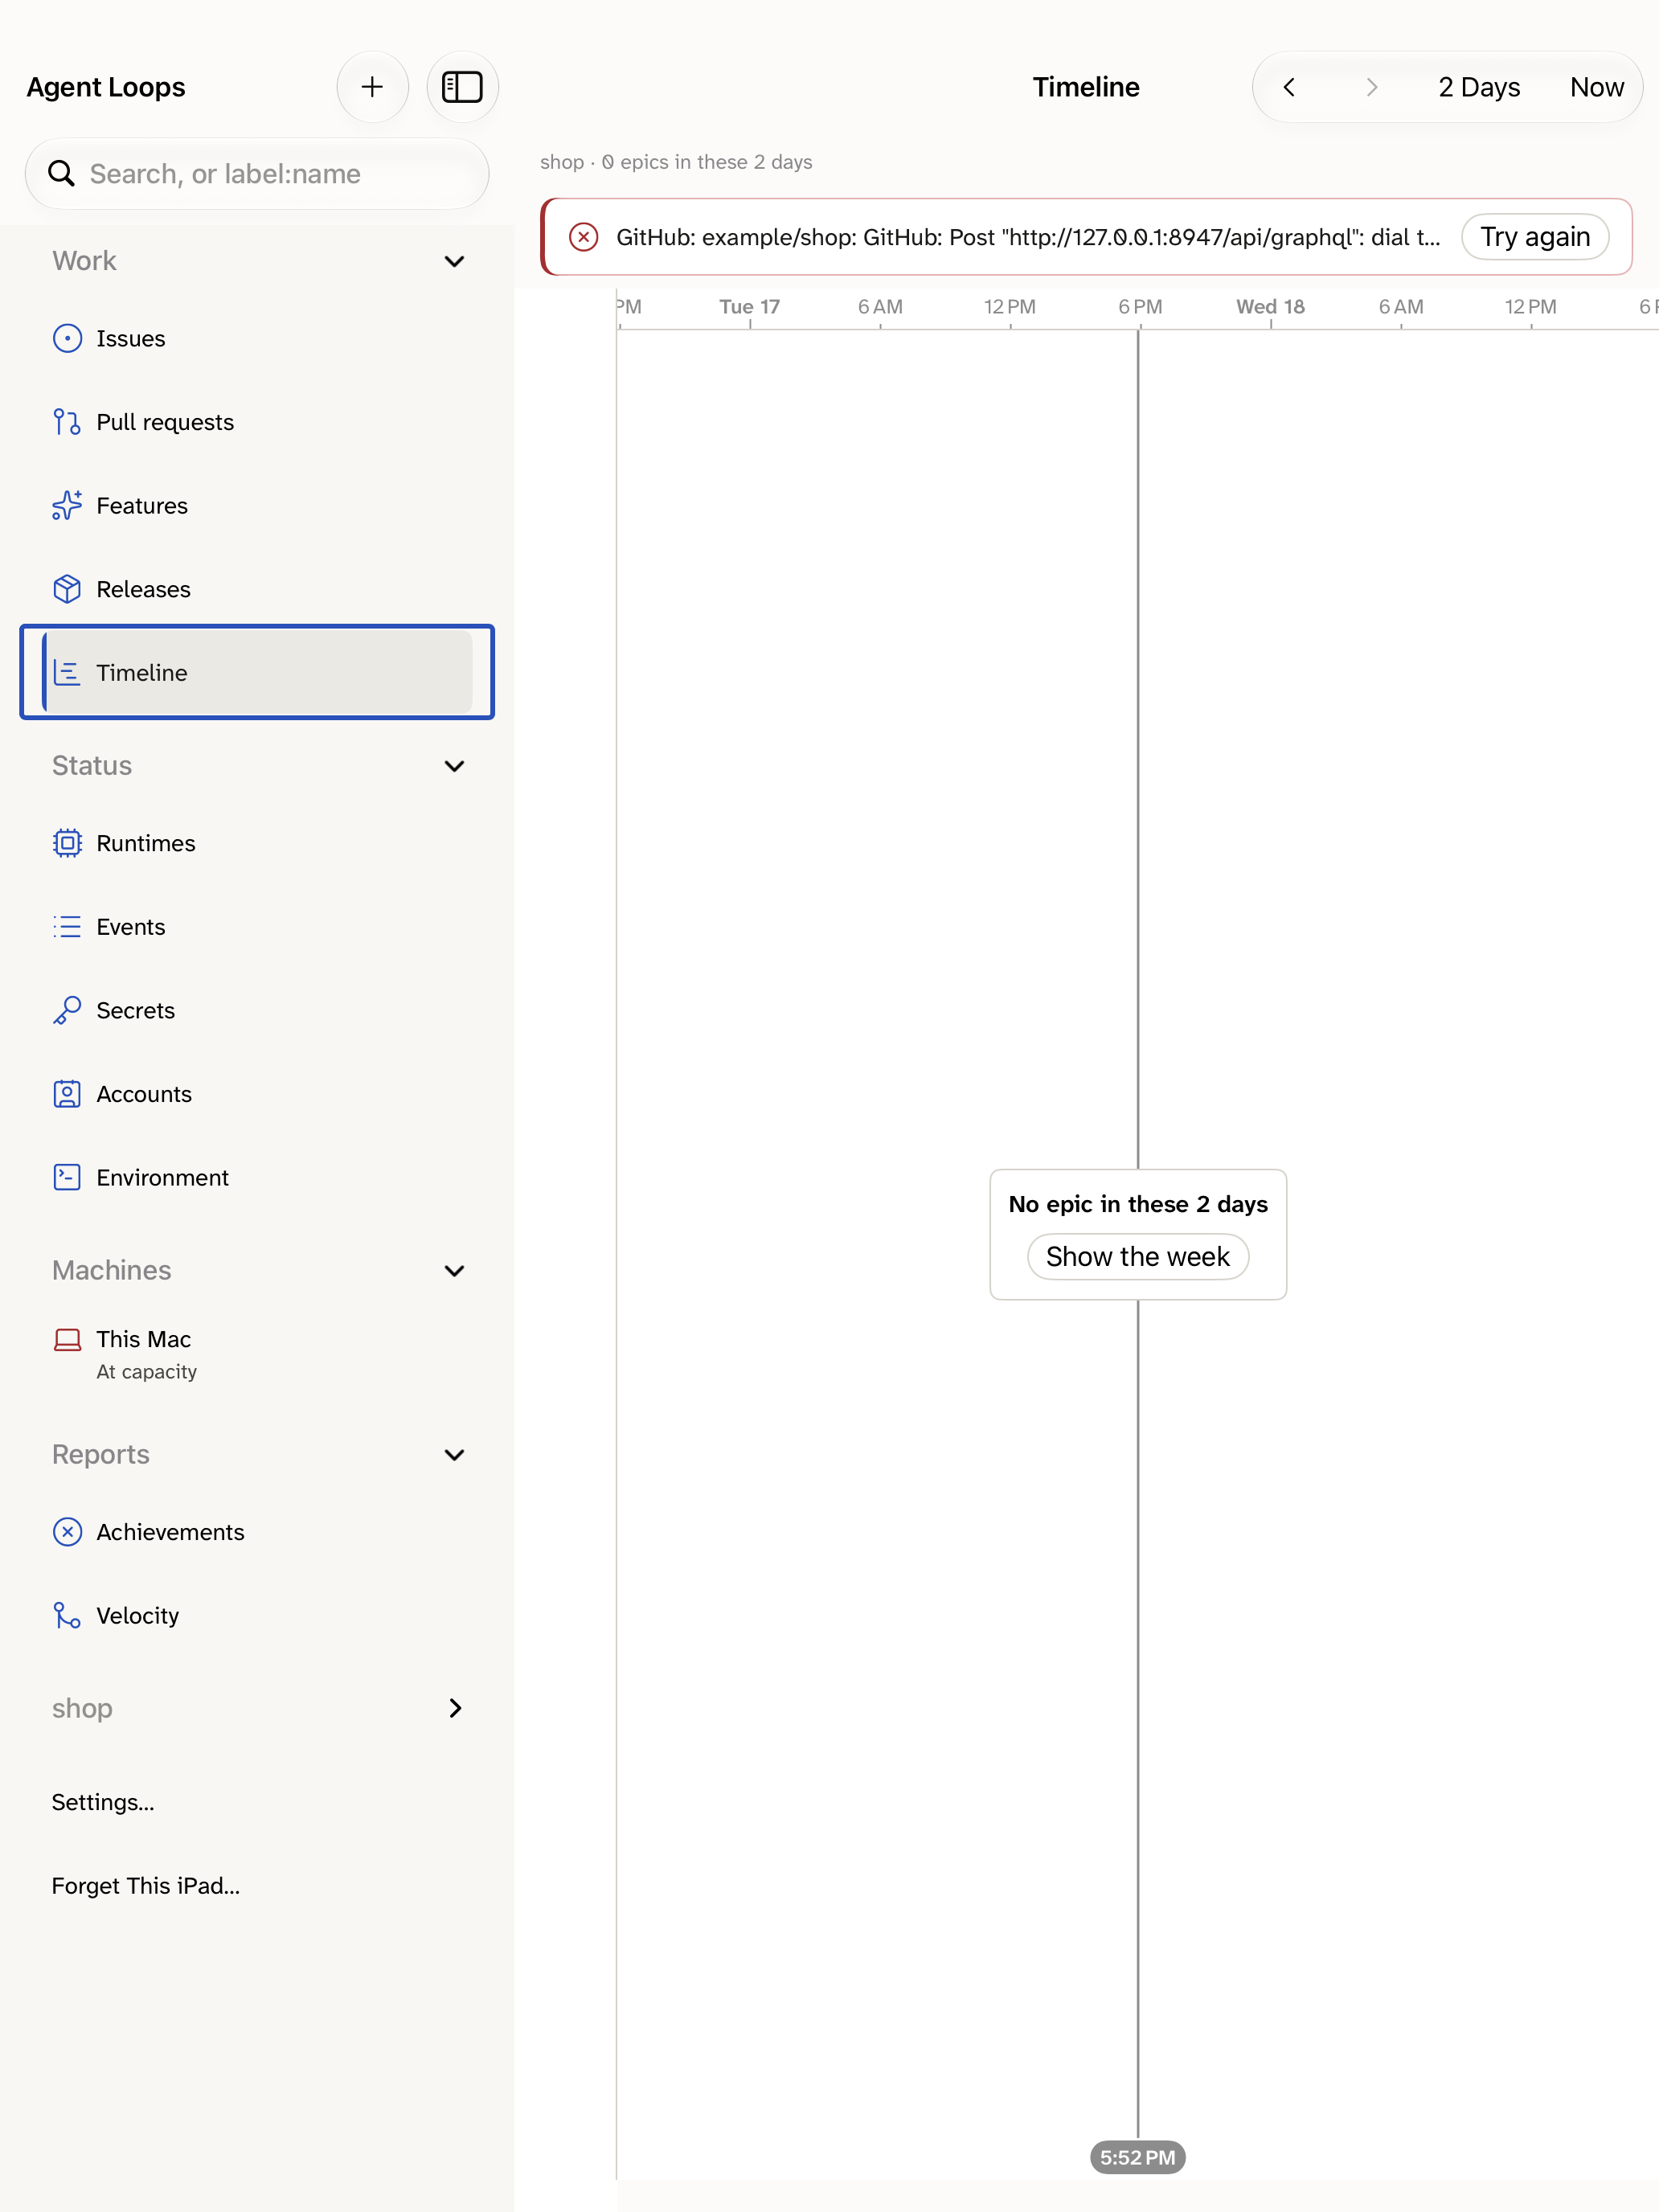 Agent Loops
Search, or label:name
Work
Issues
Pull requests
Features
Releases
Timeline
Status
Runtimes
Events
Secrets
Accounts
Environment
Machines
This Mac
At capacity
Reports
Achievements
Velocity
shop
Settings...
Forget This iPad...
Timeline
2 Days
Now
shop · 0 epics in these 2 days
GitHub: example/shop: GitHub: Post "http://127.0.0.1:8947/api/graphql": dial t...
Try again
PM Tue 17 6 AM 12 PM 6 PM Wed 18 6 AM 12 PM 6
No epic in these 2 days
Show the week
5:52 PM